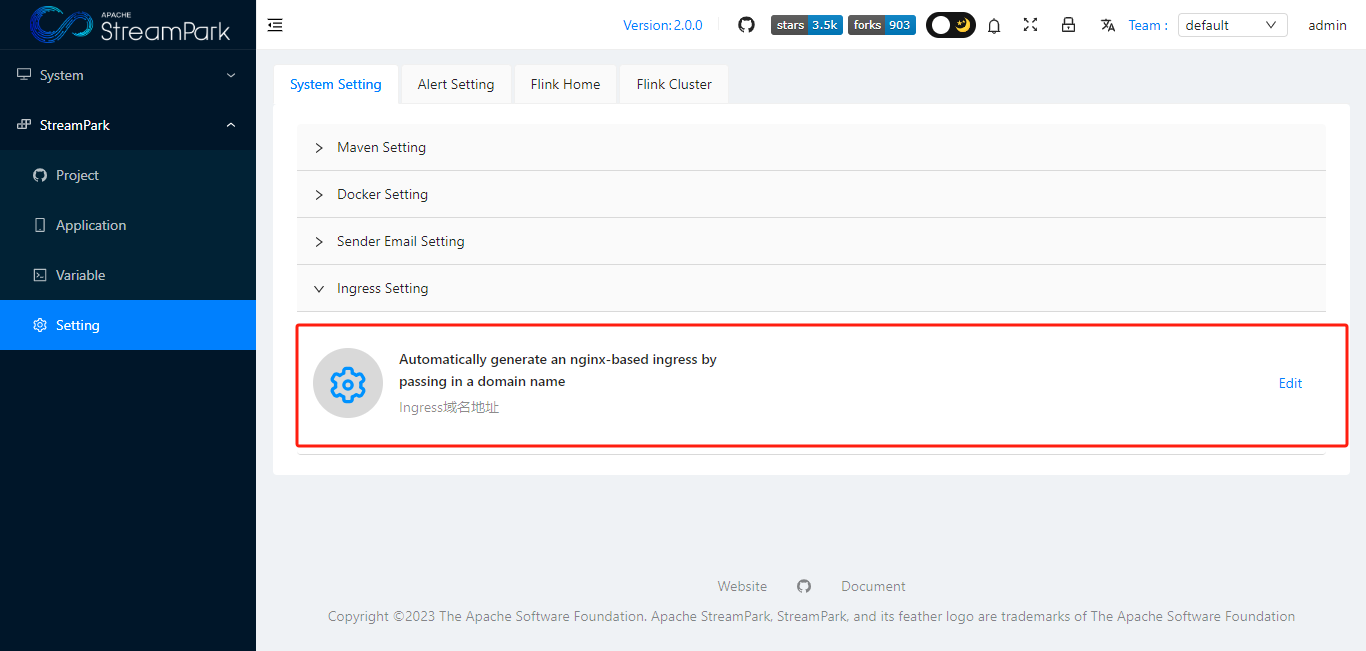 APACHE
StreamPark
Version:2.0.0
stars 3.5k
forks 903
Team :
default
admin
System
StreamPark
Project
Application
Variable
Setting
System Setting
Alert Setting
Flink Home
Flink Cluster
Maven Setting
Docker Setting
Sender Email Setting
Ingress Setting
Automatically generate an nginx-based ingress by
passing in a domain name
Ingress域名地址
Edit
Website
Document
Copyright ©2023 The Apache Software Foundation. Apache StreamPark, StreamPark, and its feather logo are trademarks of The Apache Software Foundation